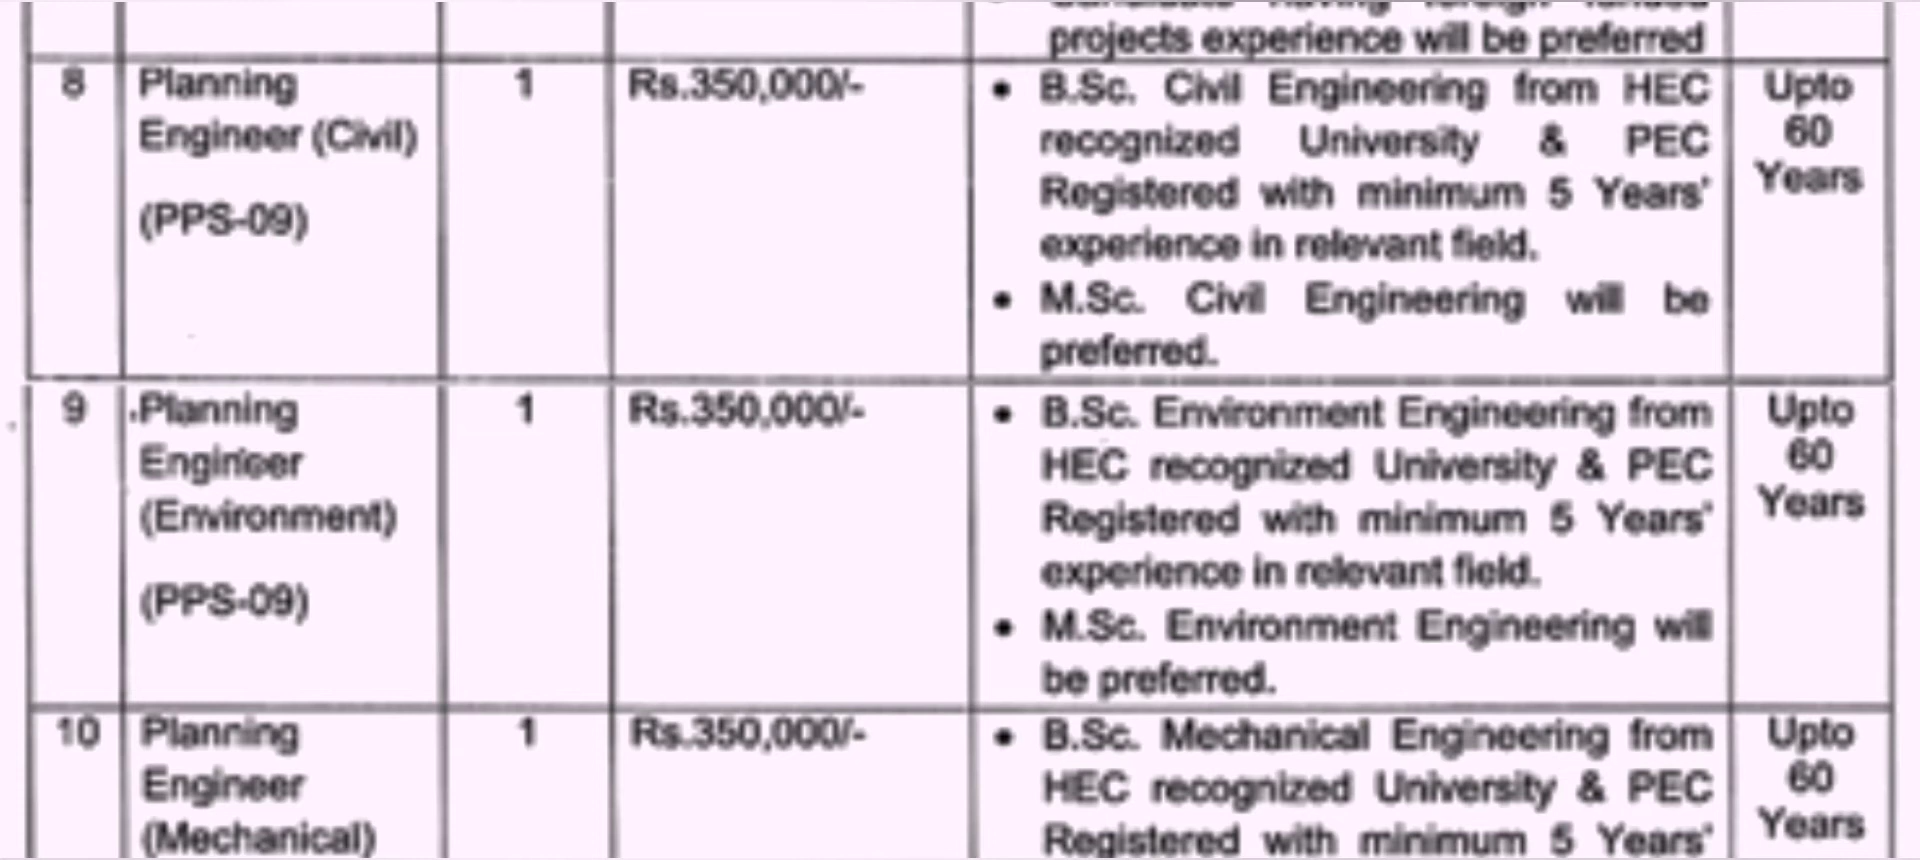 projects experience will be preferred
8 Planning Engineer (Civil) (PPS-09) 1 Rs.350,000/-
• B.Sc. Civil Engineering from HEC
recognized University & PEC
Registered with minimum 5 Years'
experience in relevant field.
• M.Sc. Civil Engineering will be
preferred.
Upto
60
Years
9 Planning
Engineer
(Environment)
(PPS-09)
1
Rs.350,000/-
• B.Sc. Environment Engineering from
HEC recognized University & PEC
Registered with minimum 5 Years'
experience in relevant field.
• M.Sc. Environment Engineering will
be preferred.
Upto
60
Years
10 Planning
Engineer
(Mechanical)
1
Rs.350,000/-
• B.Sc. Mechanical Engineering from
HEC recognized University & PEC
Registered with minimum 5 Years'
Upto
60
Years